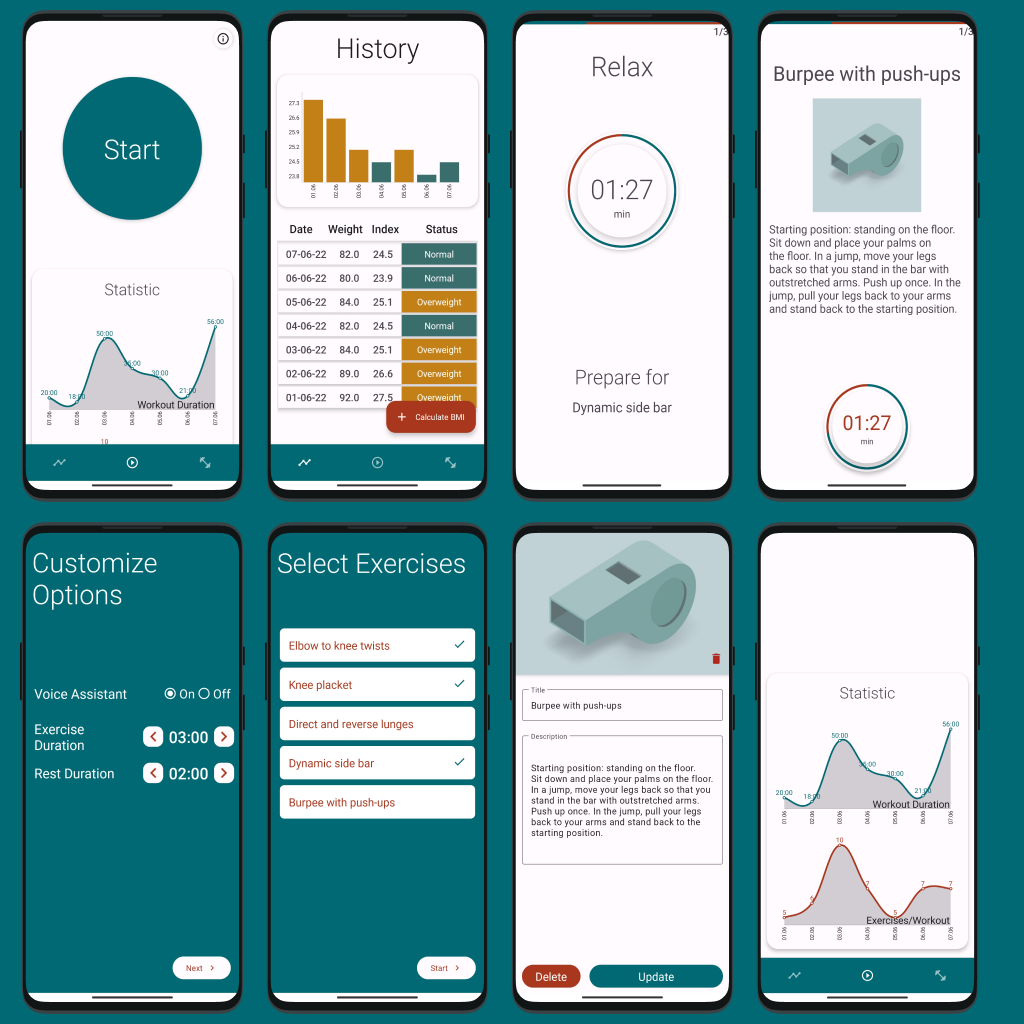 Start
Statistic
56:00
50:00
35:00
30:00
20:00
18:00
21:00
Workout Duration
01.06
02.06
03.06
04.06
05.06
06.06
07.06
10
History
27.3
26.6
25.9
25.2
24.5
23.8
01.06
02.06
03.06
04.06
05.06
06.06
07.06
Date Weight Index Status
07-06-22 82.0 24.5 Normal
06-06-22 80.0 23.9 Normal
05-06-22 84.0 25.1 Overweight
04-06-22 82.0 24.5 Normal
03-06-22 84.0 25.1 Overweight
02-06-22 89.0 26.6 Overweight
01-06-22 92.0 27.5 Overweight
+ Calculate BMI
1/3
Relax
01:27
min
Prepare for
Dynamic side bar
1/3
Burpee with push-ups
Starting position: standing on the floor.
Sit down and place your palms on
the floor. In a jump, move your legs
back so that you stand in the bar with
outstretched arms. Push up once. In the
jump, pull your legs back to your arms
and stand back to the starting position.
01:27
min
Customize
Options
Voice Assistant On Off
Exercise
Duration
03:00
Rest Duration 02:00
Next
Select Exercises
Elbow to knee twists
Knee placket
Direct and reverse lunges
Dynamic side bar
Burpee with push-ups
Start
Title
Burpee with push-ups
Description
Starting position: standing on the floor.
Sit down and place your palms on the floor.
In a jump, move your legs back so that you
stand in the bar with outstretched arms.
Push up once. In the jump, pull your legs
back to your arms and stand back to the
starting position.
Delete
Update
Statistic
56:00
50:00
30:00
20:00
18:00
21:00
Workout Duration
01.06
02.06
03.06
04.06
05.06
06.06
07.06
10
7
7
7
5
5
Exercises/Workout
01.06
02.06
03.06
04.06
05.06
06.06
07.06